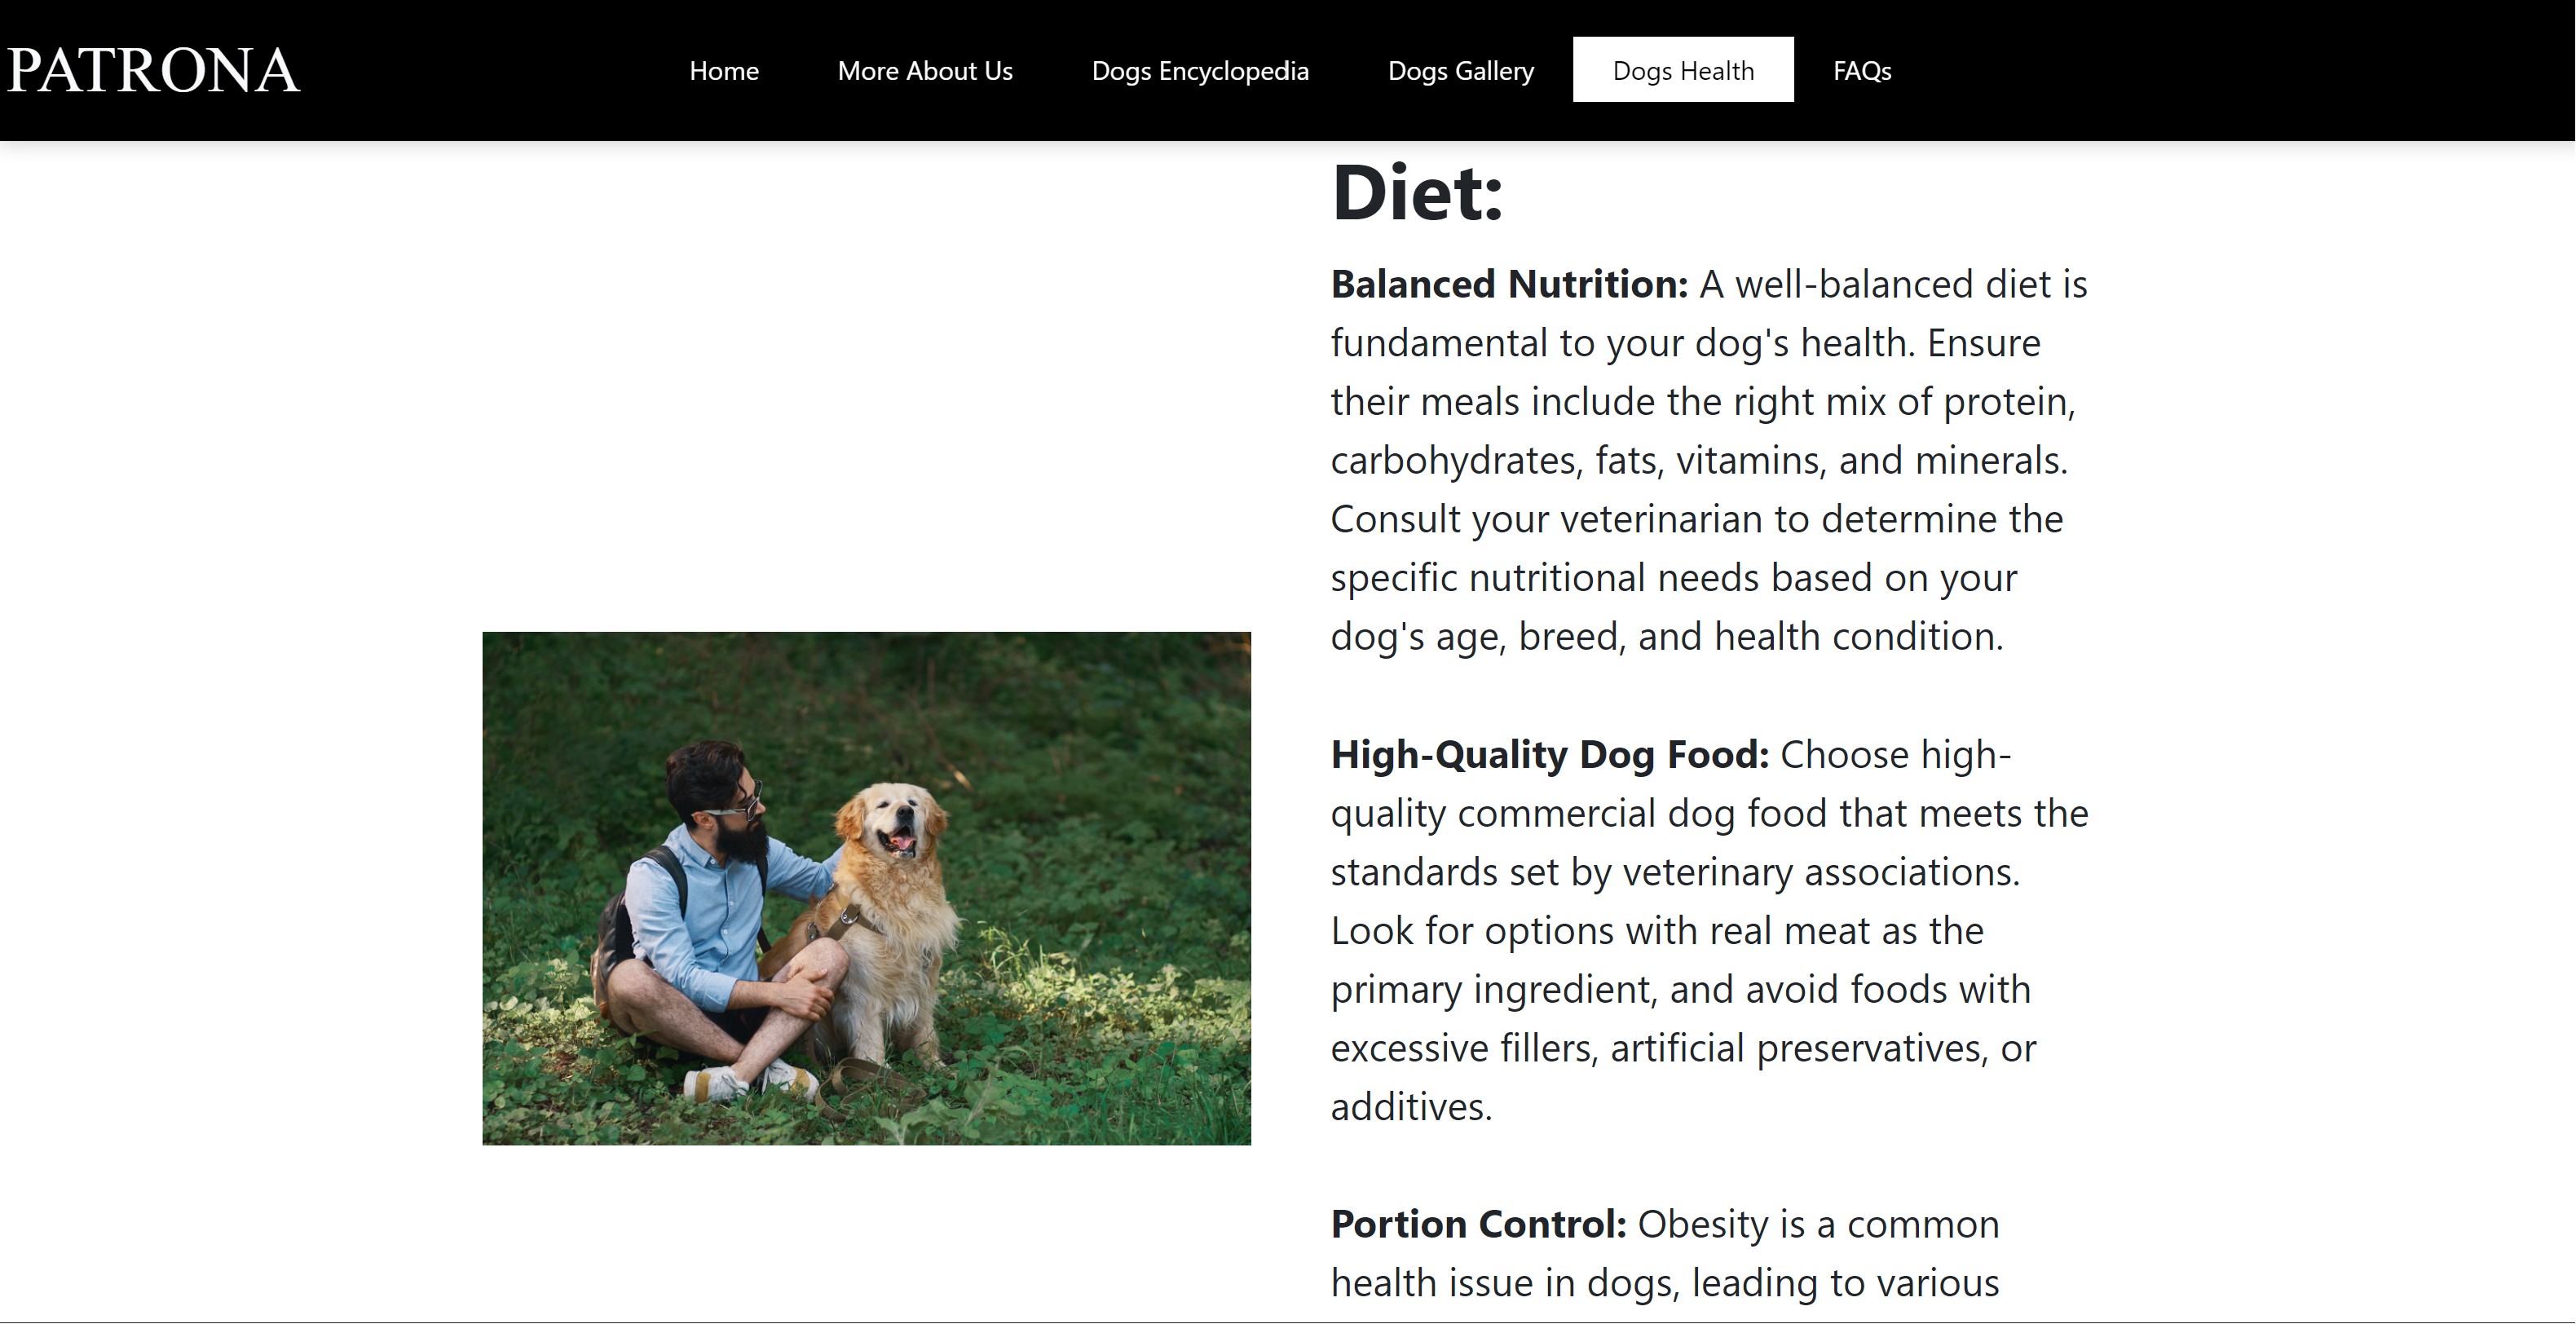 PATRONA
Home More About Us Dogs Encyclopedia Dogs Gallery Dogs Health FAQs
Diet:
Balanced Nutrition: A well-balanced diet is
fundamental to your dog's health. Ensure
their meals include the right mix of protein,
carbohydrates, fats, vitamins, and minerals.
Consult your veterinarian to determine the
specific nutritional needs based on your
dog's age, breed, and health condition.
High-Quality Dog Food: Choose high-
quality commercial dog food that meets the
standards set by veterinary associations.
Look for options with real meat as the
primary ingredient, and avoid foods with
excessive fillers, artificial preservatives, or
additives.
Portion Control: Obesity is a common
health issue in dogs, leading to various